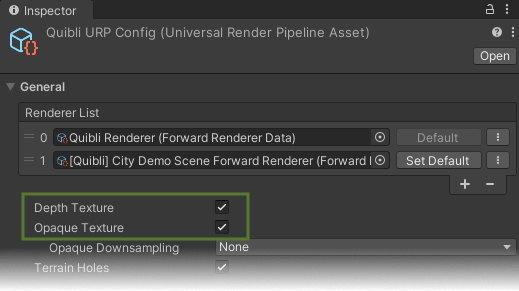 Inspector
Quibli URP Config (Universal Render Pipeline Asset)
Open
General
Renderer List
0 Quibli Renderer (Forward Renderer Data) Default
1 [Quibli] City Demo Scene Forward Renderer (Forward Set Default
Depth Texture
Opaque Texture
Opaque Downsampling None
Terrain Holes